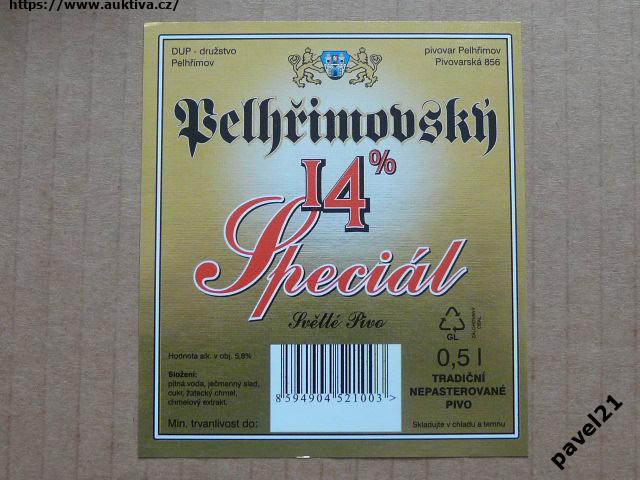 https://www.auktiva.cz/
DUP - družstvo
Pelhřimov
pivovar Pelhřimov
Pivovarská 856
Pelhřimovský
14%
Speciál
Světlé Pivo
GL
ZÁLOHOVANÝ
OBAL
Hodnota alk. v obj. 5,8%
Složení:
pitná voda, ječmenný slad,
cukr, žatecký chmel,
chmelový extrakt.
Min. trvanlivost do:
8 594904 521003 >
0,5 l
TRADIČNÍ
NEPASTEROVANÉ
PIVO
Skladujte v chladu a temnu
pavel21